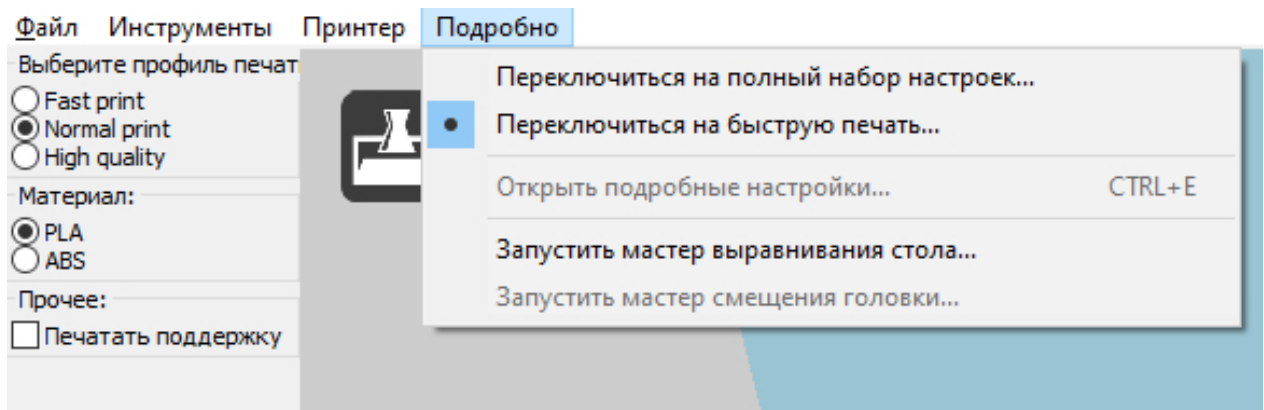 Файл Инструменты Принтер Подробно
Выберите профиль печат
Fast print
Normal print
High quality
Материал:
PLA
ABS
Прочее:
Печатать поддержку
Переключиться на полный набор настроек...
Переключиться на быструю печать...
Открыть подробные настройки... CTRL+E
Запустить мастер выравнивания стола...
Запустить мастер смещения головки...